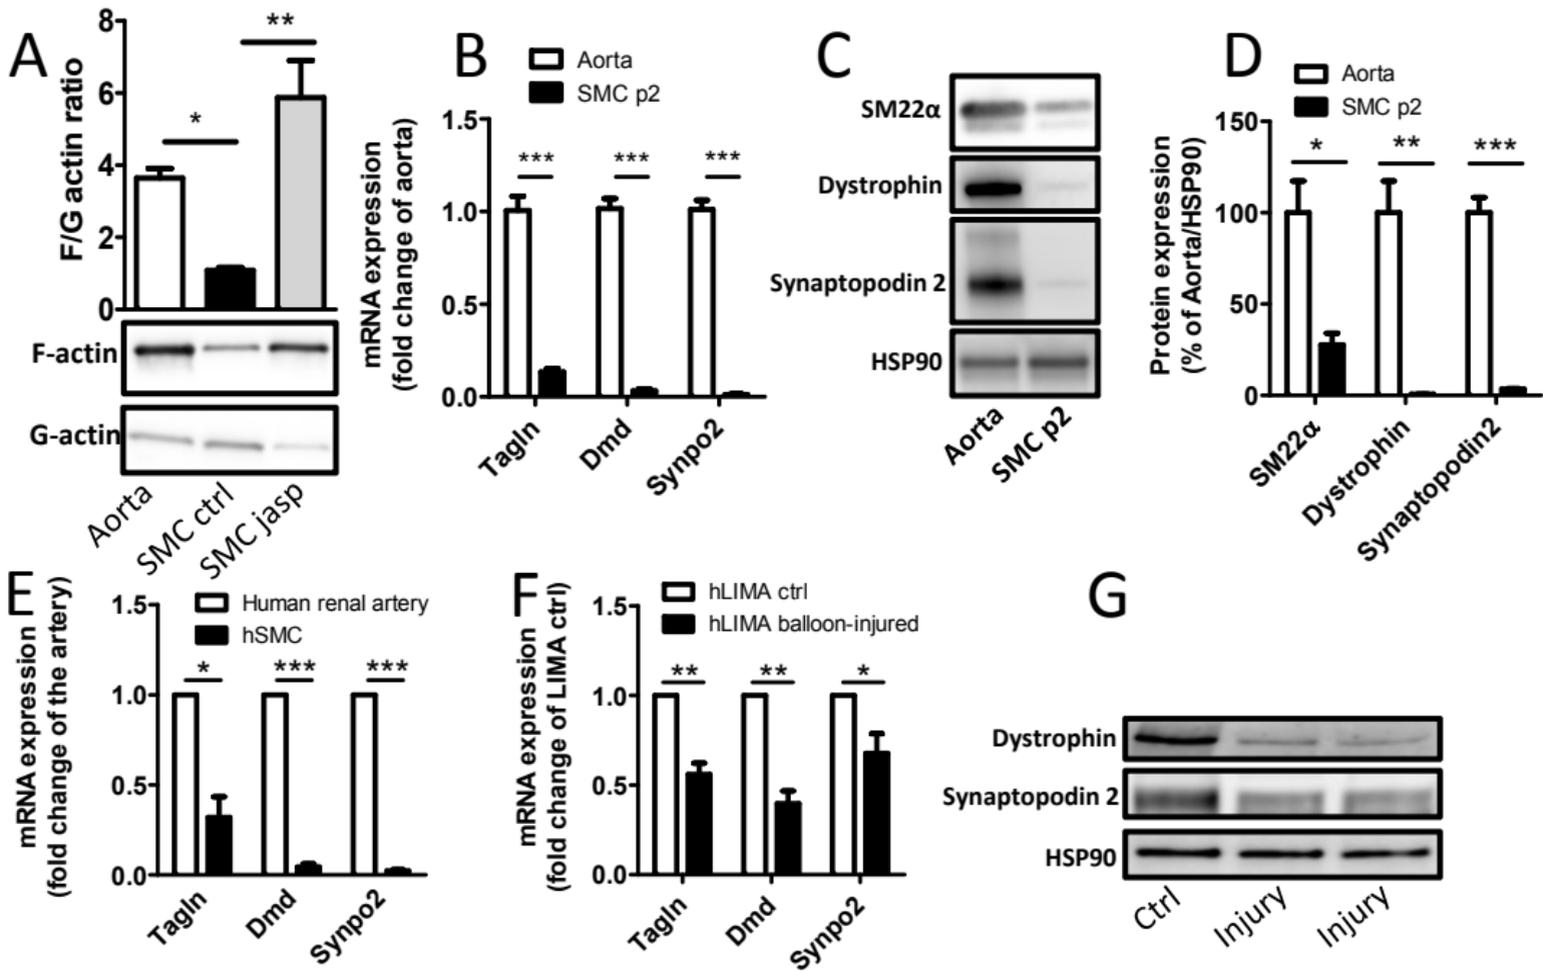 A
F/G actin ratio
8
6
4
2
0
*
**
F-actin
G-actin
Aorta
SMC ctrl
SMC jasp
B
Aorta
SMC p2
mRNA expression
(fold change of aorta)
1.5
1.0
0.5
0.0
***
***
***
Tagln
Dmd
Synpo2
C
SM22α
Dystrophin
Synaptopodin 2
HSP90
Aorta
SMC p2
D
Aorta
SMC p2
Protein expression
(% of Aorta/HSP90)
150
100
50
0
*
**
***
SM22α
Dystrophin
Synaptopodin2
E
Human renal artery
hSMC
mRNA expression
(fold change of the artery)
1.5
1.0
0.5
0.0
*
***
***
Tagln
Dmd
Synpo2
F
hLIMA ctrl
hLIMA balloon-injured
mRNA expression
(fold change of LIMA ctrl)
1.5
1.0
0.5
0.0
**
**
*
Tagln
Dmd
Synpo2
G
Dystrophin
Synaptopodin 2
HSP90
Ctrl
Injury
Injury